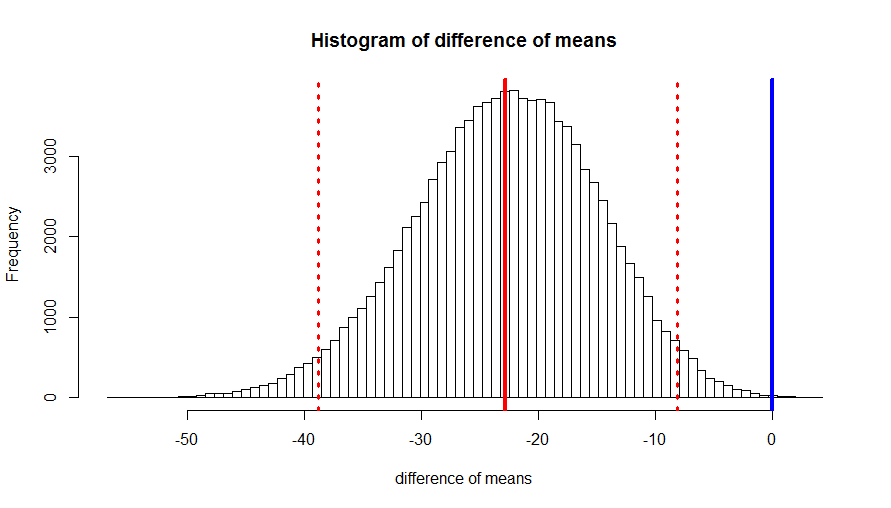 Histogram of difference of means
Frequency
3000
2000
1000
0
-50 -40 -30 -20 -10 0
difference of means